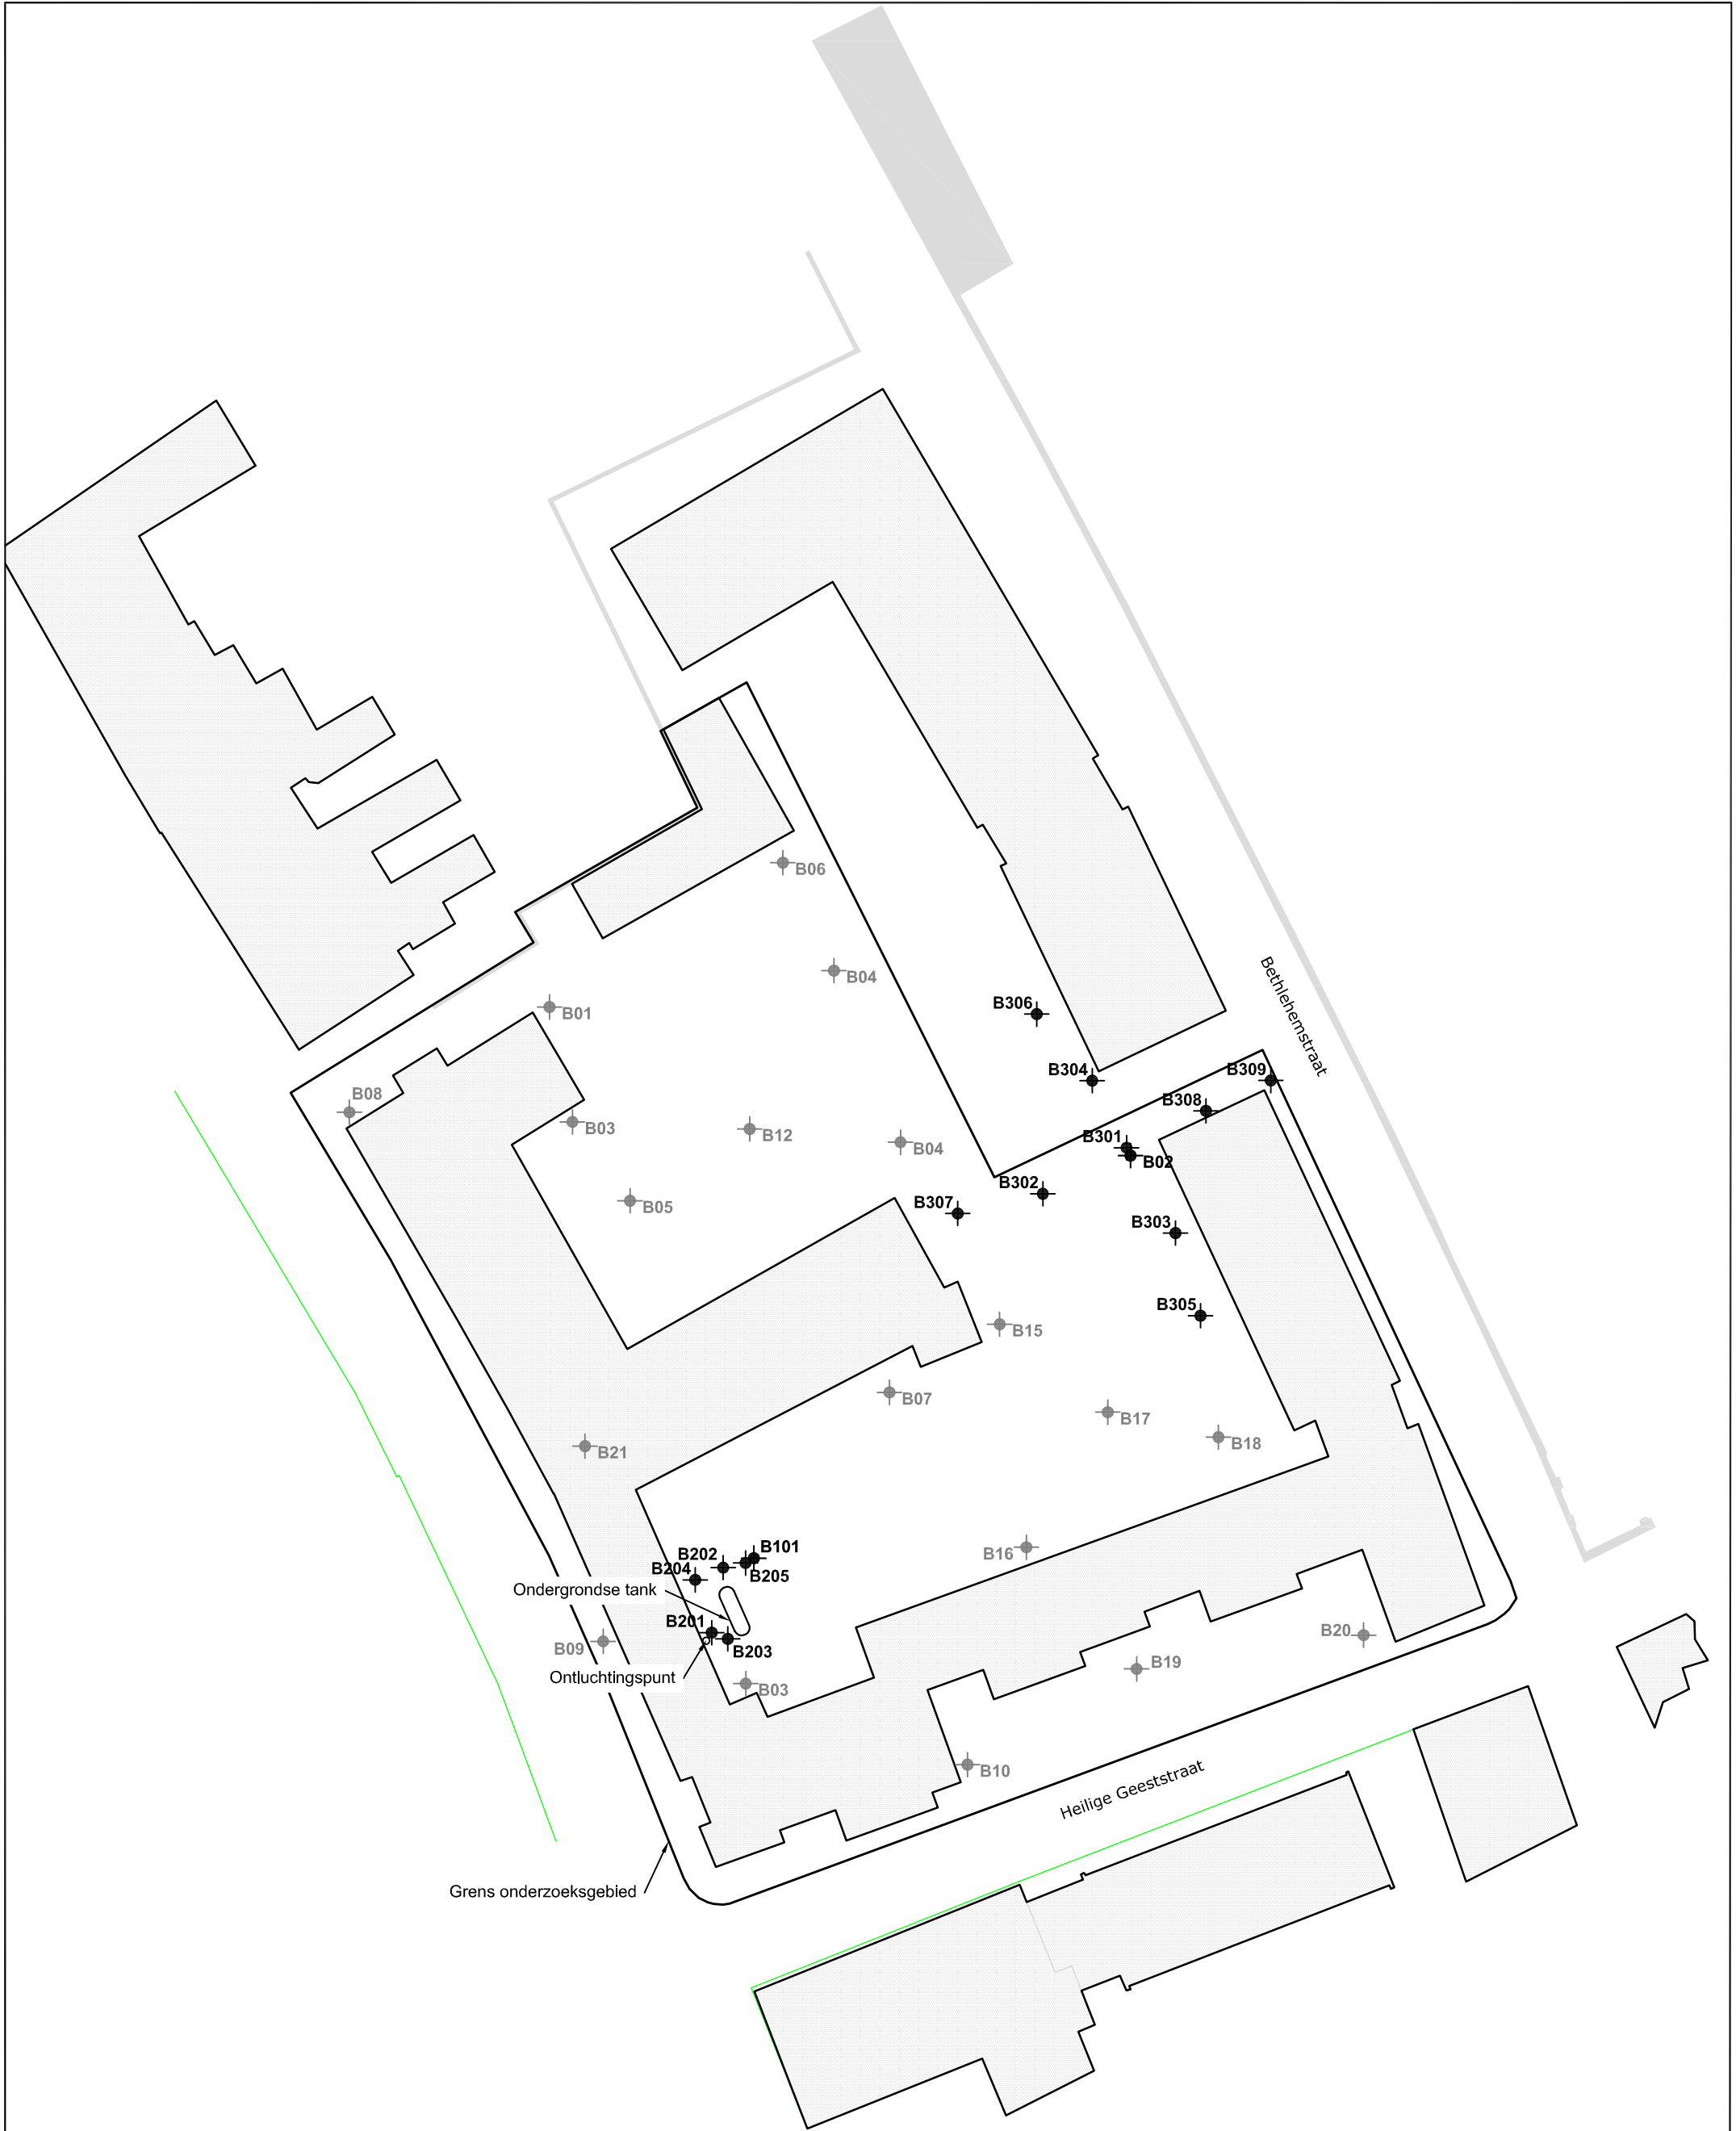 B06
Bethlehemstraat
B04
B306
B01
B304
B309
B08
B308
B03
B12
B04
B301
B02
B302
B05
B307
B303
B305
B15
B07
B17
B18
B21
B16
B101
B202
B205
B204
Ondergrondse tank
B201
B203
B09
B20
Ontluchtingspunt
B03
B19
B10
Heilige Geeststraat
Grens onderzoeksgebied